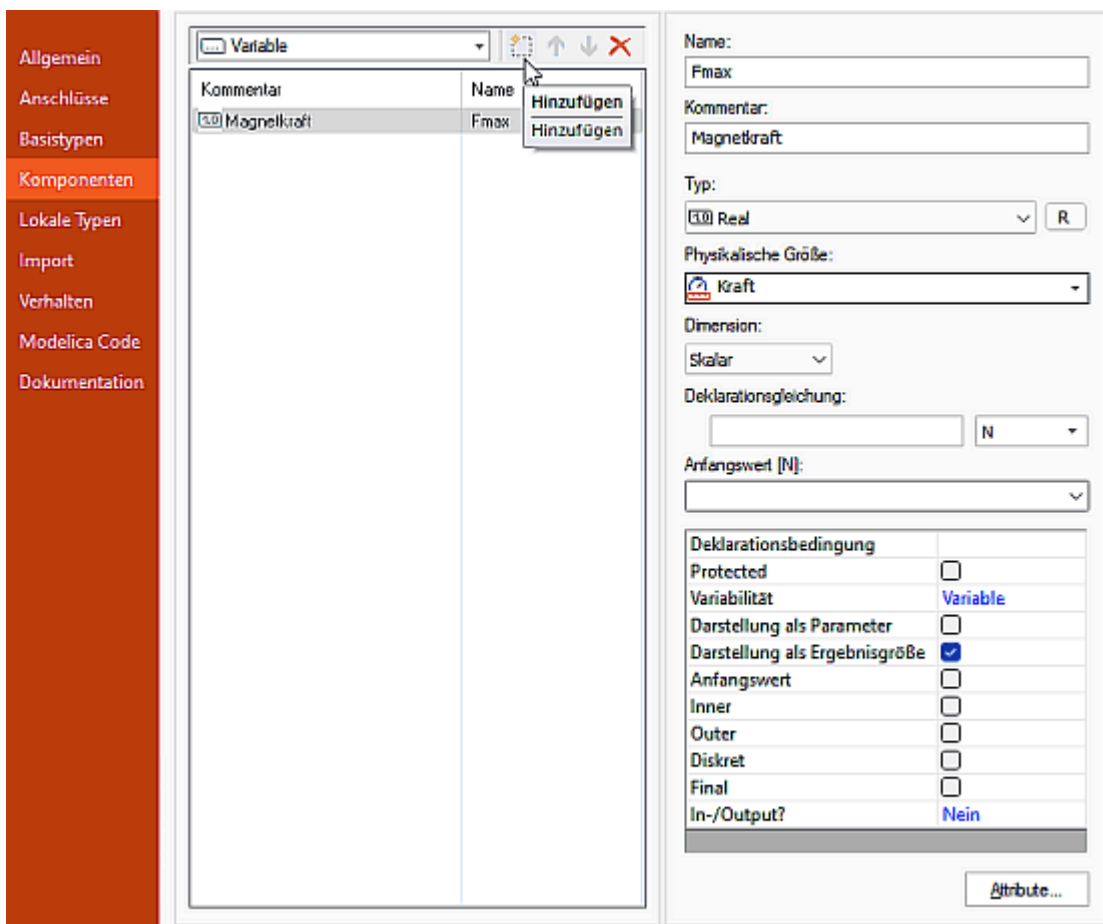 Allgemein
Anschlüsse
Basistypen
Komponenten
Lokale Typen
Import
Verhalten
Modelica Code
Dokumentation
Variable
Kommentar Name
Magnetkraft Fmax
Hinzufügen
Hinzufügen
Name:
Fmax
Kommentar:
Magnetkraft
Typ:
1.0 Real R
Physikalische Größe:
Kraft
Dimension:
Skalar
Deklarationsgleichung:
N
Anfangswert [N]:
Deklarationsbedingung
Protected
Variabilität Variable
Darstellung als Parameter
Darstellung als Ergebnisgröße
Anfangswert
Inner
Outer
Diskret
Final
In-/Output? Nein
Attribute...